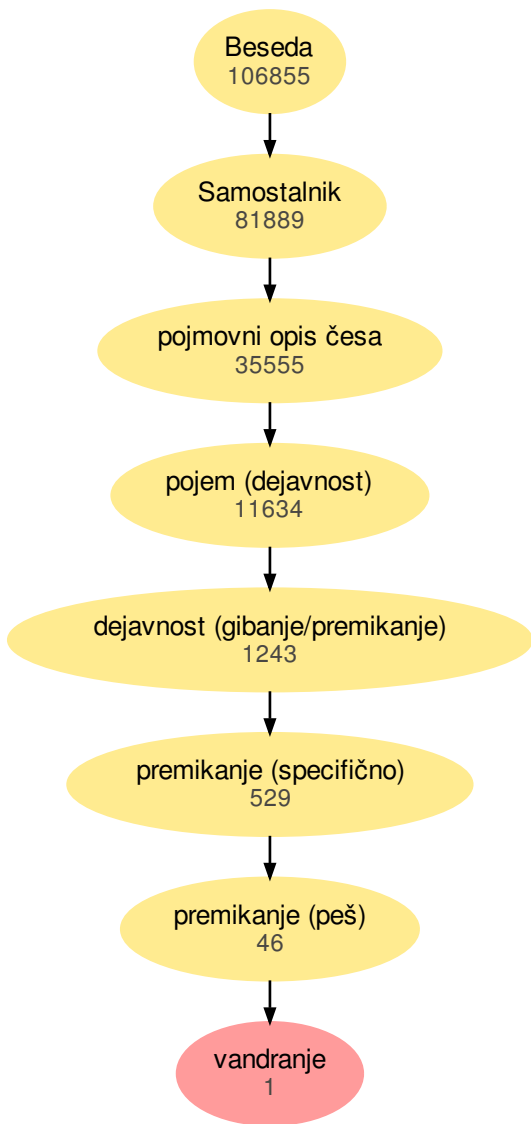 Beseda
106855
Samostalnik
81889
pojmovni opis česa
35555
pojem (dejavnost)
11634
dejavnost (gibanje/premikanje)
1243
premikanje (specifično)
529
premikanje (peš)
46
vandranje
1